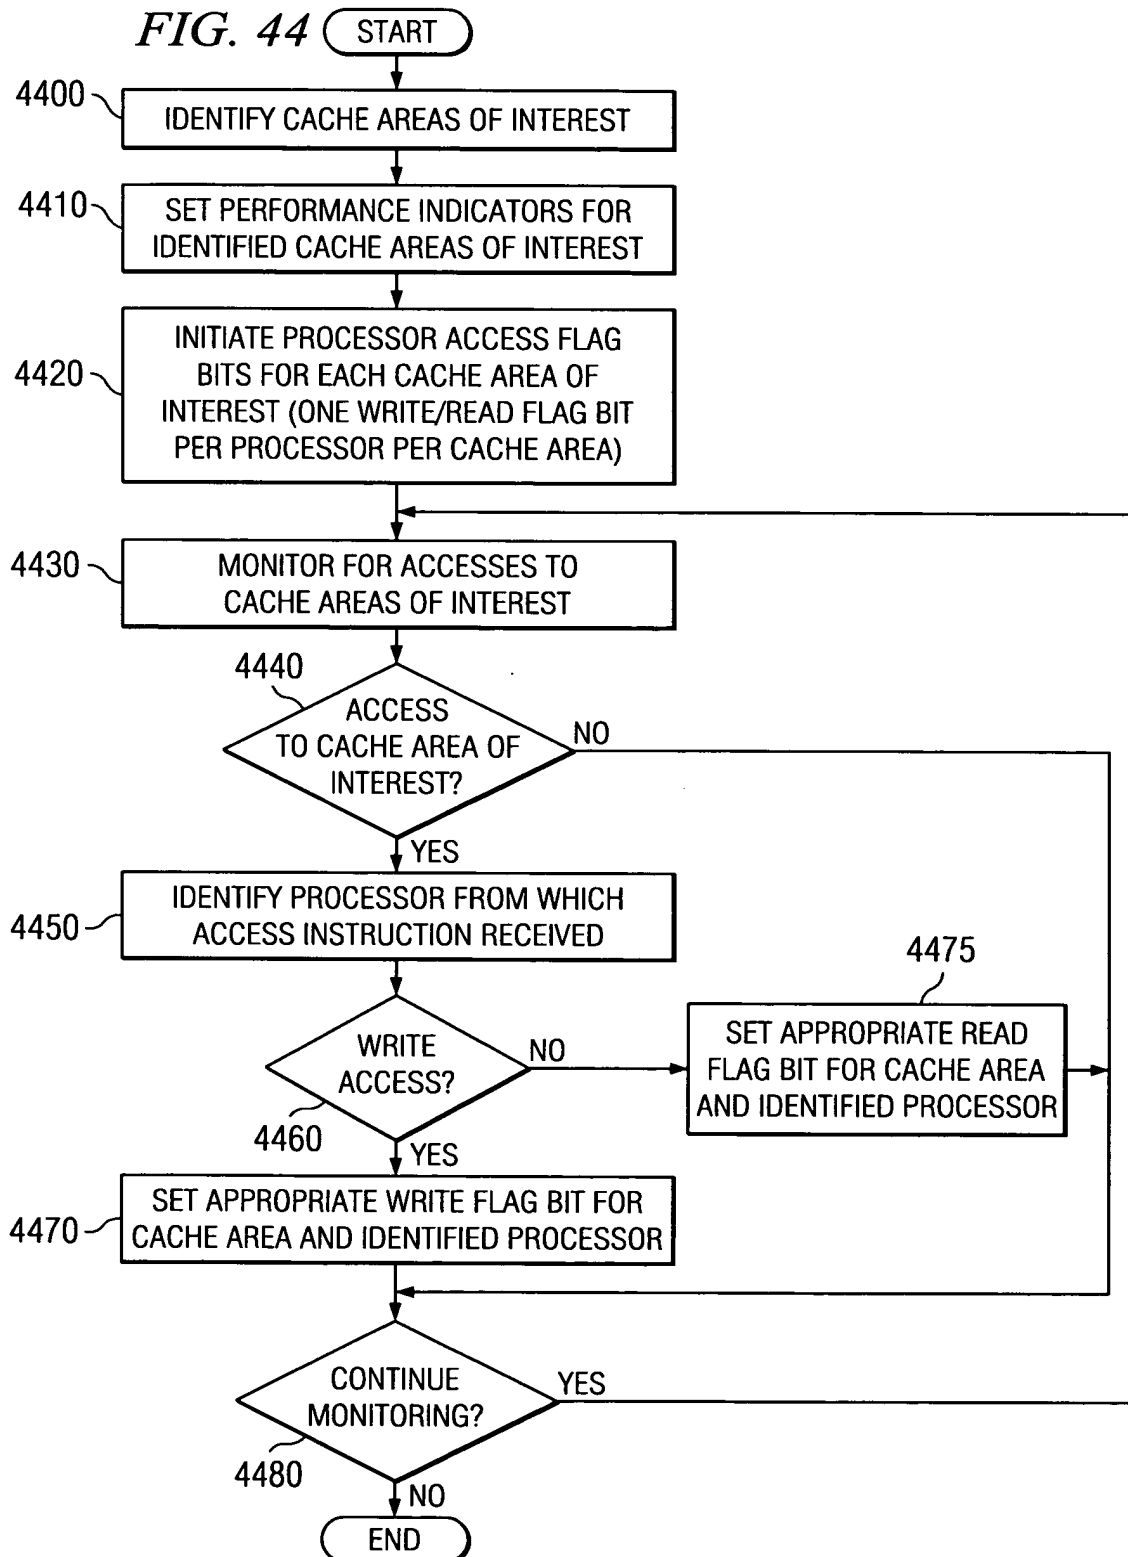 FIG. 44
START
4400
IDENTIFY CACHE AREAS OF INTEREST
4410
SET PERFORMANCE INDICATORS FOR
IDENTIFIED CACHE AREAS OF INTEREST
4420
INITIATE PROCESSOR ACCESS FLAG
BITS FOR EACH CACHE AREA OF
INTEREST (ONE WRITE/READ FLAG BIT
PER PROCESSOR PER CACHE AREA)
4430
MONITOR FOR ACCESSES TO
CACHE AREAS OF INTEREST
4440
ACCESS
TO CACHE AREA OF
INTEREST?
NO
YES
4450
IDENTIFY PROCESSOR FROM WHICH
ACCESS INSTRUCTION RECEIVED
WRITE
ACCESS?
4460
NO
4475
SET APPROPRIATE READ
FLAG BIT FOR CACHE AREA
AND IDENTIFIED PROCESSOR
YES
4470
SET APPROPRIATE WRITE FLAG BIT FOR
CACHE AREA AND IDENTIFIED PROCESSOR
CONTINUE
MONITORING?
YES
4480
NO
END